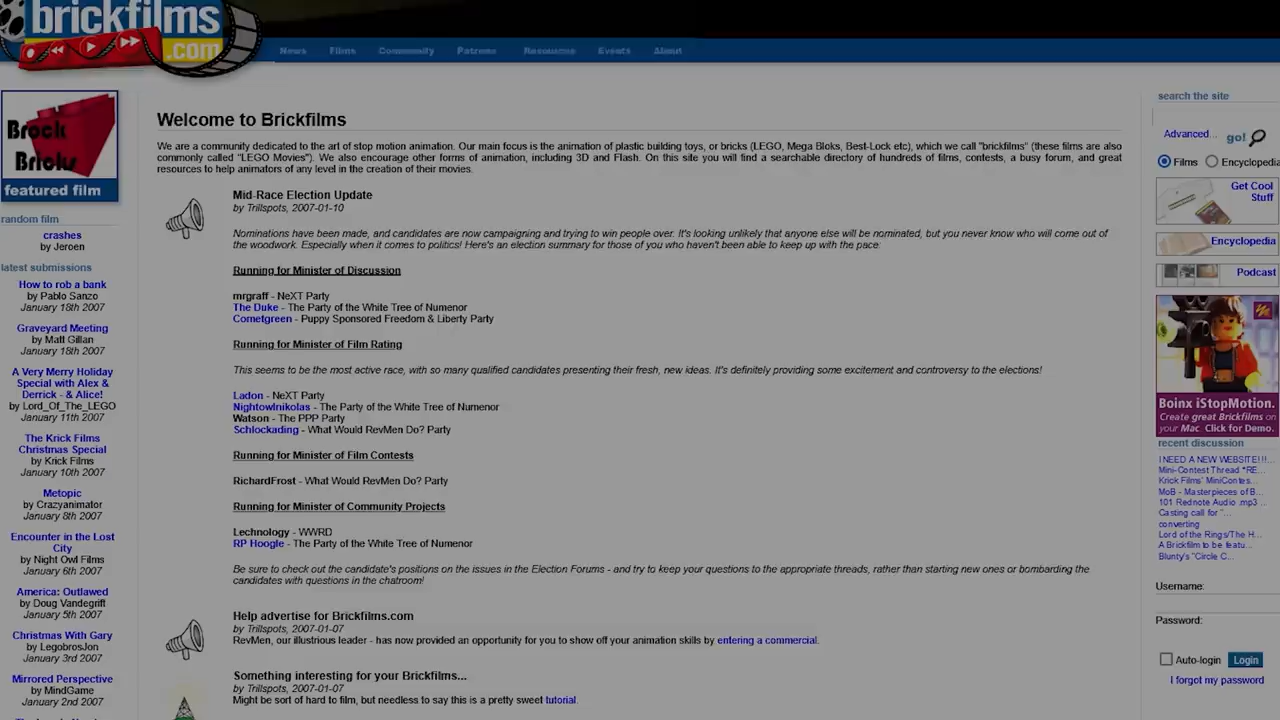 brickfilms
.com
News Films Community Patrons Resources Events About
Brock
Bricks
featured film
random film
crashes
by Jeroen
latest submissions
How to rob a bank
by Pablo Sanzo
January 18th 2007
Graveyard Meeting
by Matt Gillan
January 18th 2007
A Very Merry Holiday
Special with Alex &
Derrick - & Alice!
by Lord_Of_The_LEGO
January 11th 2007
The Krick Films
Christmas Special
by Krick Films
January 10th 2007
Metopic
by Crazyanimator
January 8th 2007
Encounter in the Lost
City
by Night Owl Films
January 6th 2007
America: Outlawed
by Doug Vandegrift
January 5th 2007
Christmas With Gary
by LegobrosJon
January 3rd 2007
Mirrored Perspective
by MindGame
January 2nd 2007
Welcome to Brickfilms
We are a community dedicated to the art of stop motion animation. Our main focus is the animation of plastic building toys, or bricks (LEGO, Mega Bloks, Best-Lock etc), which we call "brickfilms" (these films are also
commonly called "LEGO Movies"). We also encourage other forms of animation, including 3D and Flash. On this site you will find a searchable directory of hundreds of films, contests, a busy forum, and great
resources to help animators of any level in the creation of their movies.
Mid-Race Election Update
by Trillspots, 2007-01-10
Nominations have been made, and candidates are now campaigning and trying to win people over. It's looking unlikely that anyone else will be nominated, but you never know who will come out of
the woodwork. Especially when it comes to politics! Here's an election summary for those of you who haven't been able to keep up with the pace:
Running for Minister of Discussion
mrgraff - NeXT Party
The Duke - The Party of the White Tree of Numenor
Cometgreen - Puppy Sponsored Freedom & Liberty Party
Running for Minister of Film Rating
This seems to be the most active race, with so many qualified candidates presenting their fresh, new ideas. It's definitely providing some excitement and controversy to the elections!
Ladon - NeXT Party
Nightowlnikolas - The Party of the White Tree of Numenor
Watson - The PPP Party
Schlockading - What Would RevMen Do? Party
Running for Minister of Film Contests
RichardFrost - What Would RevMen Do? Party
Running for Minister of Community Projects
Lechnology - WWRD
RP Hoogle - The Party of the White Tree of Numenor
Be sure to check out the candidate's positions on the issues in the Election Forums - and try to keep your questions to the appropriate threads, rather than starting new ones or bombarding the
candidates with questions in the chatroom!
Help advertise for Brickfilms.com
by Trillspots, 2007-01-07
RevMen, our illustrious leader - has now provided an opportunity for you to show off your animation skills by entering a commercial.
Something interesting for your Brickfilms...
by Trillspots, 2007-01-07
Might be sort of hard to film, but needless to say this is a pretty sweet tutorial.
search the site
Advanced... go!
Films Encyclopedia
Get Cool
Stuff
Encyclopedia
Podcast
Boinx iStopMotion.
Create great Brickfilms on
your Mac. Click for Demo.
recent discussion
I NEED A NEW WEBSITE!!!...
Mini-Contest Thread *RE...
Krick Films' MiniContes...
MoB - Masterpieces of B...
101 Rednote Audio .mp3 ...
Casting call for "...
converting
Lord of the Rings/The H...
A Brickfilm to be featu...
Blunty's "Circle C...
Username:
Password:
Auto-login Login
I forgot my password